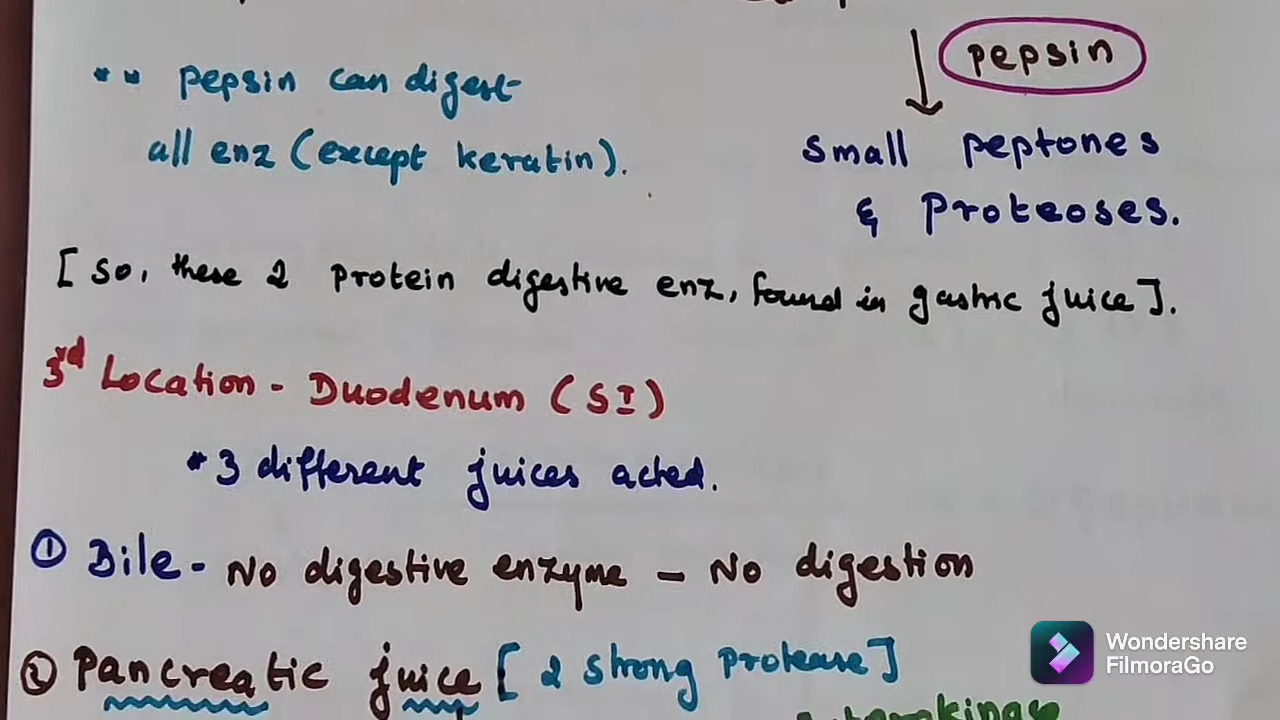 pepsin
** pepsin can digest
small peptones
all enz (except keratin).
& Proteoses.
[so, these 2 protein digestive enz, found in gastric juice].
3rd Location - Duodenum (SI)
* 3 different juices acted.
① Bile - No digestive enzyme - No digestion
② Pancreatic juice [2 strong protease]
Wondershare
FilmoraGo